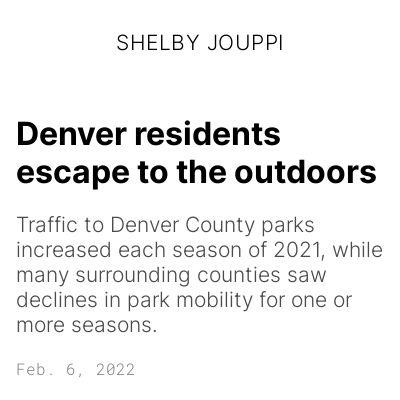 SHELBY JOUPPI
Denver residents
escape to the outdoors
Traffic to Denver County parks
increased each season of 2021, while
many surrounding counties saw
declines in park mobility for one or
more seasons.
Feb. 6, 2022